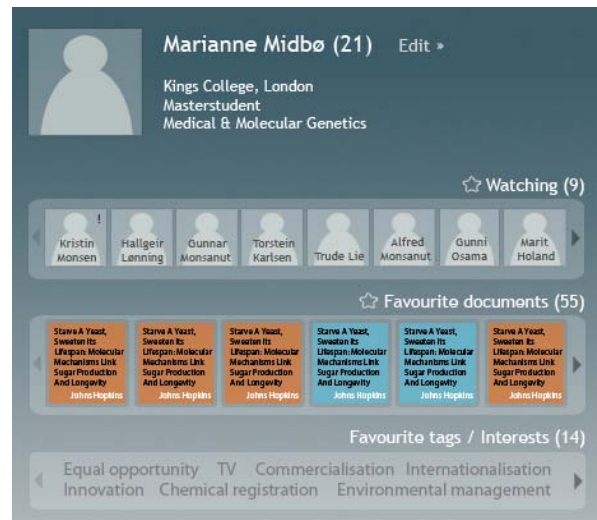 Marianne Midbø (21) Edit »
Kings College, London
Masterstudent
Medical & Molecular Genetics
Watching (9)
!
Kristin Monsen
Hallgeir Lønning
Gunnar Monsanut
Torstein Karlsen
Trude Lie
Alfred Monsanut
Gunni Osama
Marit Holand
Favourite documents (55)
Starve A Yeast,
Sweeten Its
Lifespan: Molecular
Mechanisms Link
Sugar Production
And Longevity
Johns Hopkins
Starve A Yeast,
Sweeten Its
Lifespan: Molecular
Mechanisms Link
Sugar Production
And Longevity
Johns Hopkins
Starve A Yeast,
Sweeten Its
Lifespan: Molecular
Mechanisms Link
Sugar Production
And Longevity
Johns Hopkins
Starve A Yeast,
Sweeten Its
Lifespan: Molecular
Mechanisms Link
Sugar Production
And Longevity
Johns Hopkins
Starve A Yeast,
Sweeten Its
Lifespan: Molecular
Mechanisms Link
Sugar Production
And Longevity
Johns Hopkins
Starve A Yeast,
Sweeten Its
Lifespan: Molecular
Mechanisms Link
Sugar Production
And Longevity
Johns Hopkins
Favourite tags / Interests (14)
Equal opportunity TV Commercialisation Internationalisation
Innovation Chemical registration Environmental management